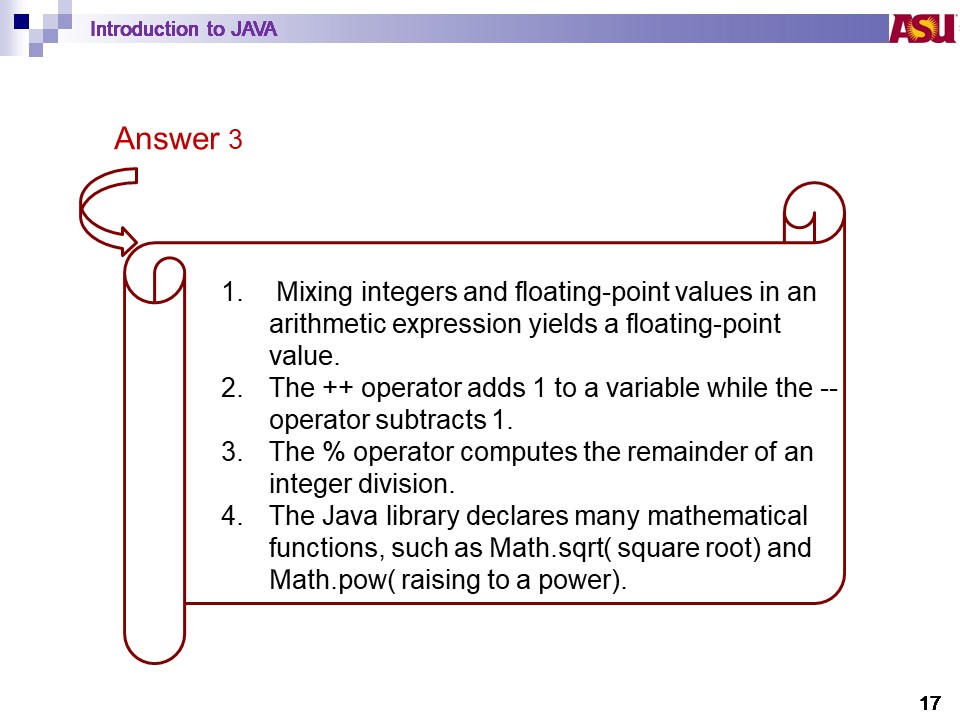 Introduction to JAVA
ASU
Answer 3
1. Mixing integers and floating-point values in an
arithmetic expression yields a floating-point
value.
2. The ++ operator adds 1 to a variable while the --
operator subtracts 1.
3. The % operator computes the remainder of an
integer division.
4. The Java library declares many mathematical
functions, such as Math.sqrt( square root) and
Math.pow( raising to a power).
17